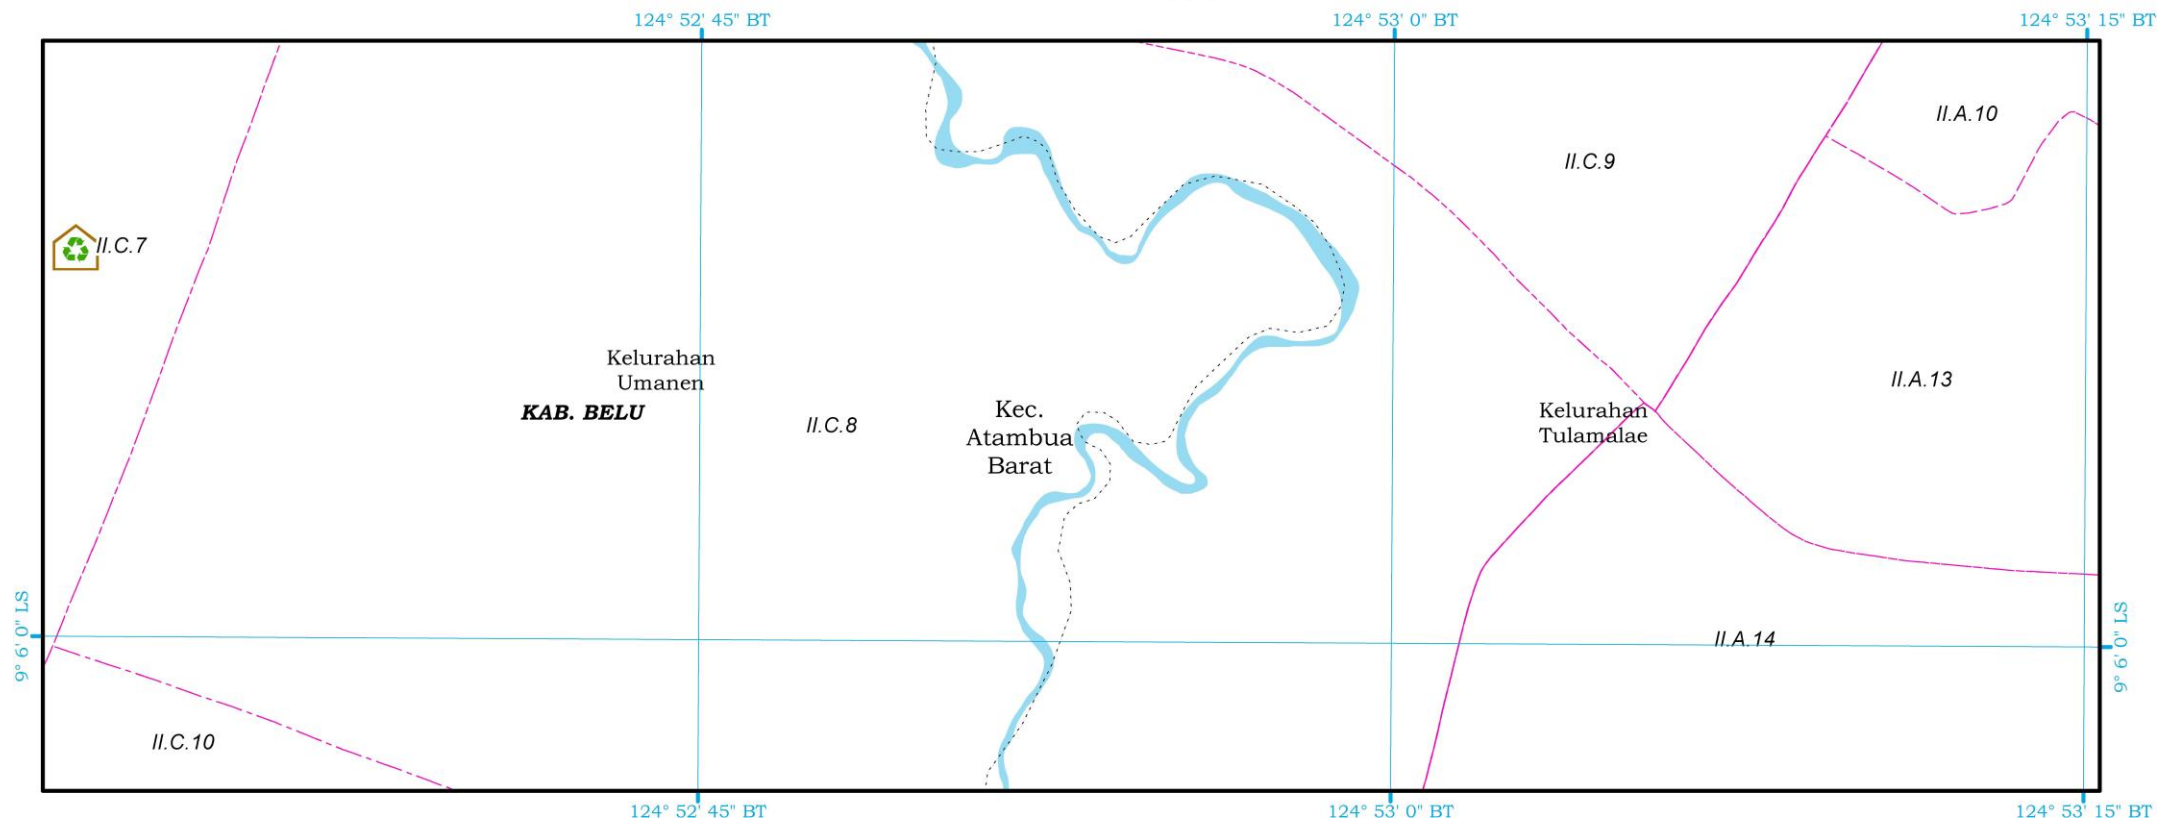 124° 52' 45" BT
124° 53' 0" BT
124° 53' 15" BT
II.A.10
II.C.9
II.C.7
Kelurahan
Umanen
KAB. BELU
II.C.8
Kec.
Atambua
Barat
Kelurahan
Tulamalae
II.A.13
9° 6' 0" LS
9° 6' 0" LS
II.A.14
II.C.10
124° 52' 45" BT
124° 53' 0" BT
124° 53' 15" BT